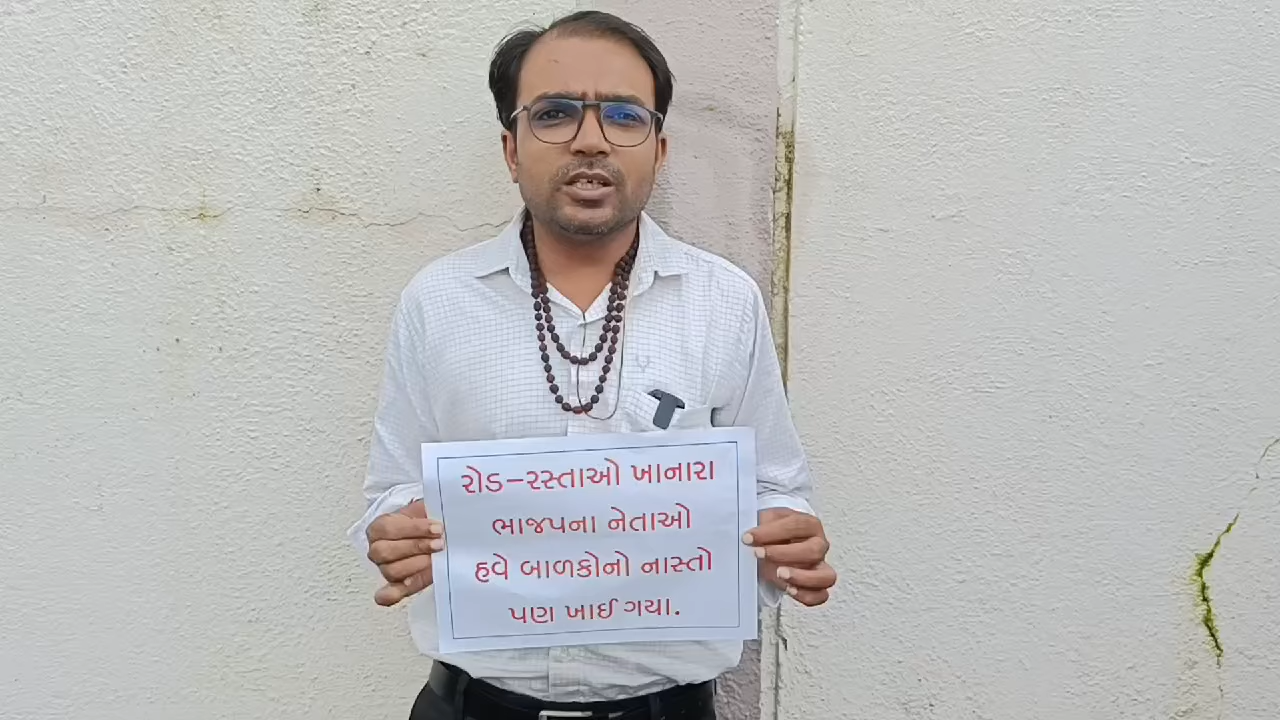 રોડ–રસ્તાઓ ખાનારા
ભાજપના નેતાઓ
હવે બાળકોનો નાસ્તો
પણ ખાઈ ગયા.